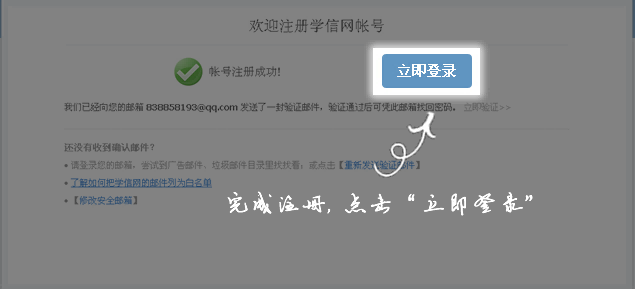 欢迎注册学信网帐号
帐号注册成功!
立即登录
我们已经向您的邮箱 838858193@qq.com 发送了一封验证邮件，验证通过后可凭此邮箱找回密码。 立即验证>>
还没有收到确认邮件?
• 请登录您的邮箱，尝试到广告邮件、垃圾邮件目录里找找看，或点击【重新发送验证邮件】
• 了解如何把学信网的邮件列为白名单
• 【修改安全邮箱】
完成注册, 点击 “立即登录”